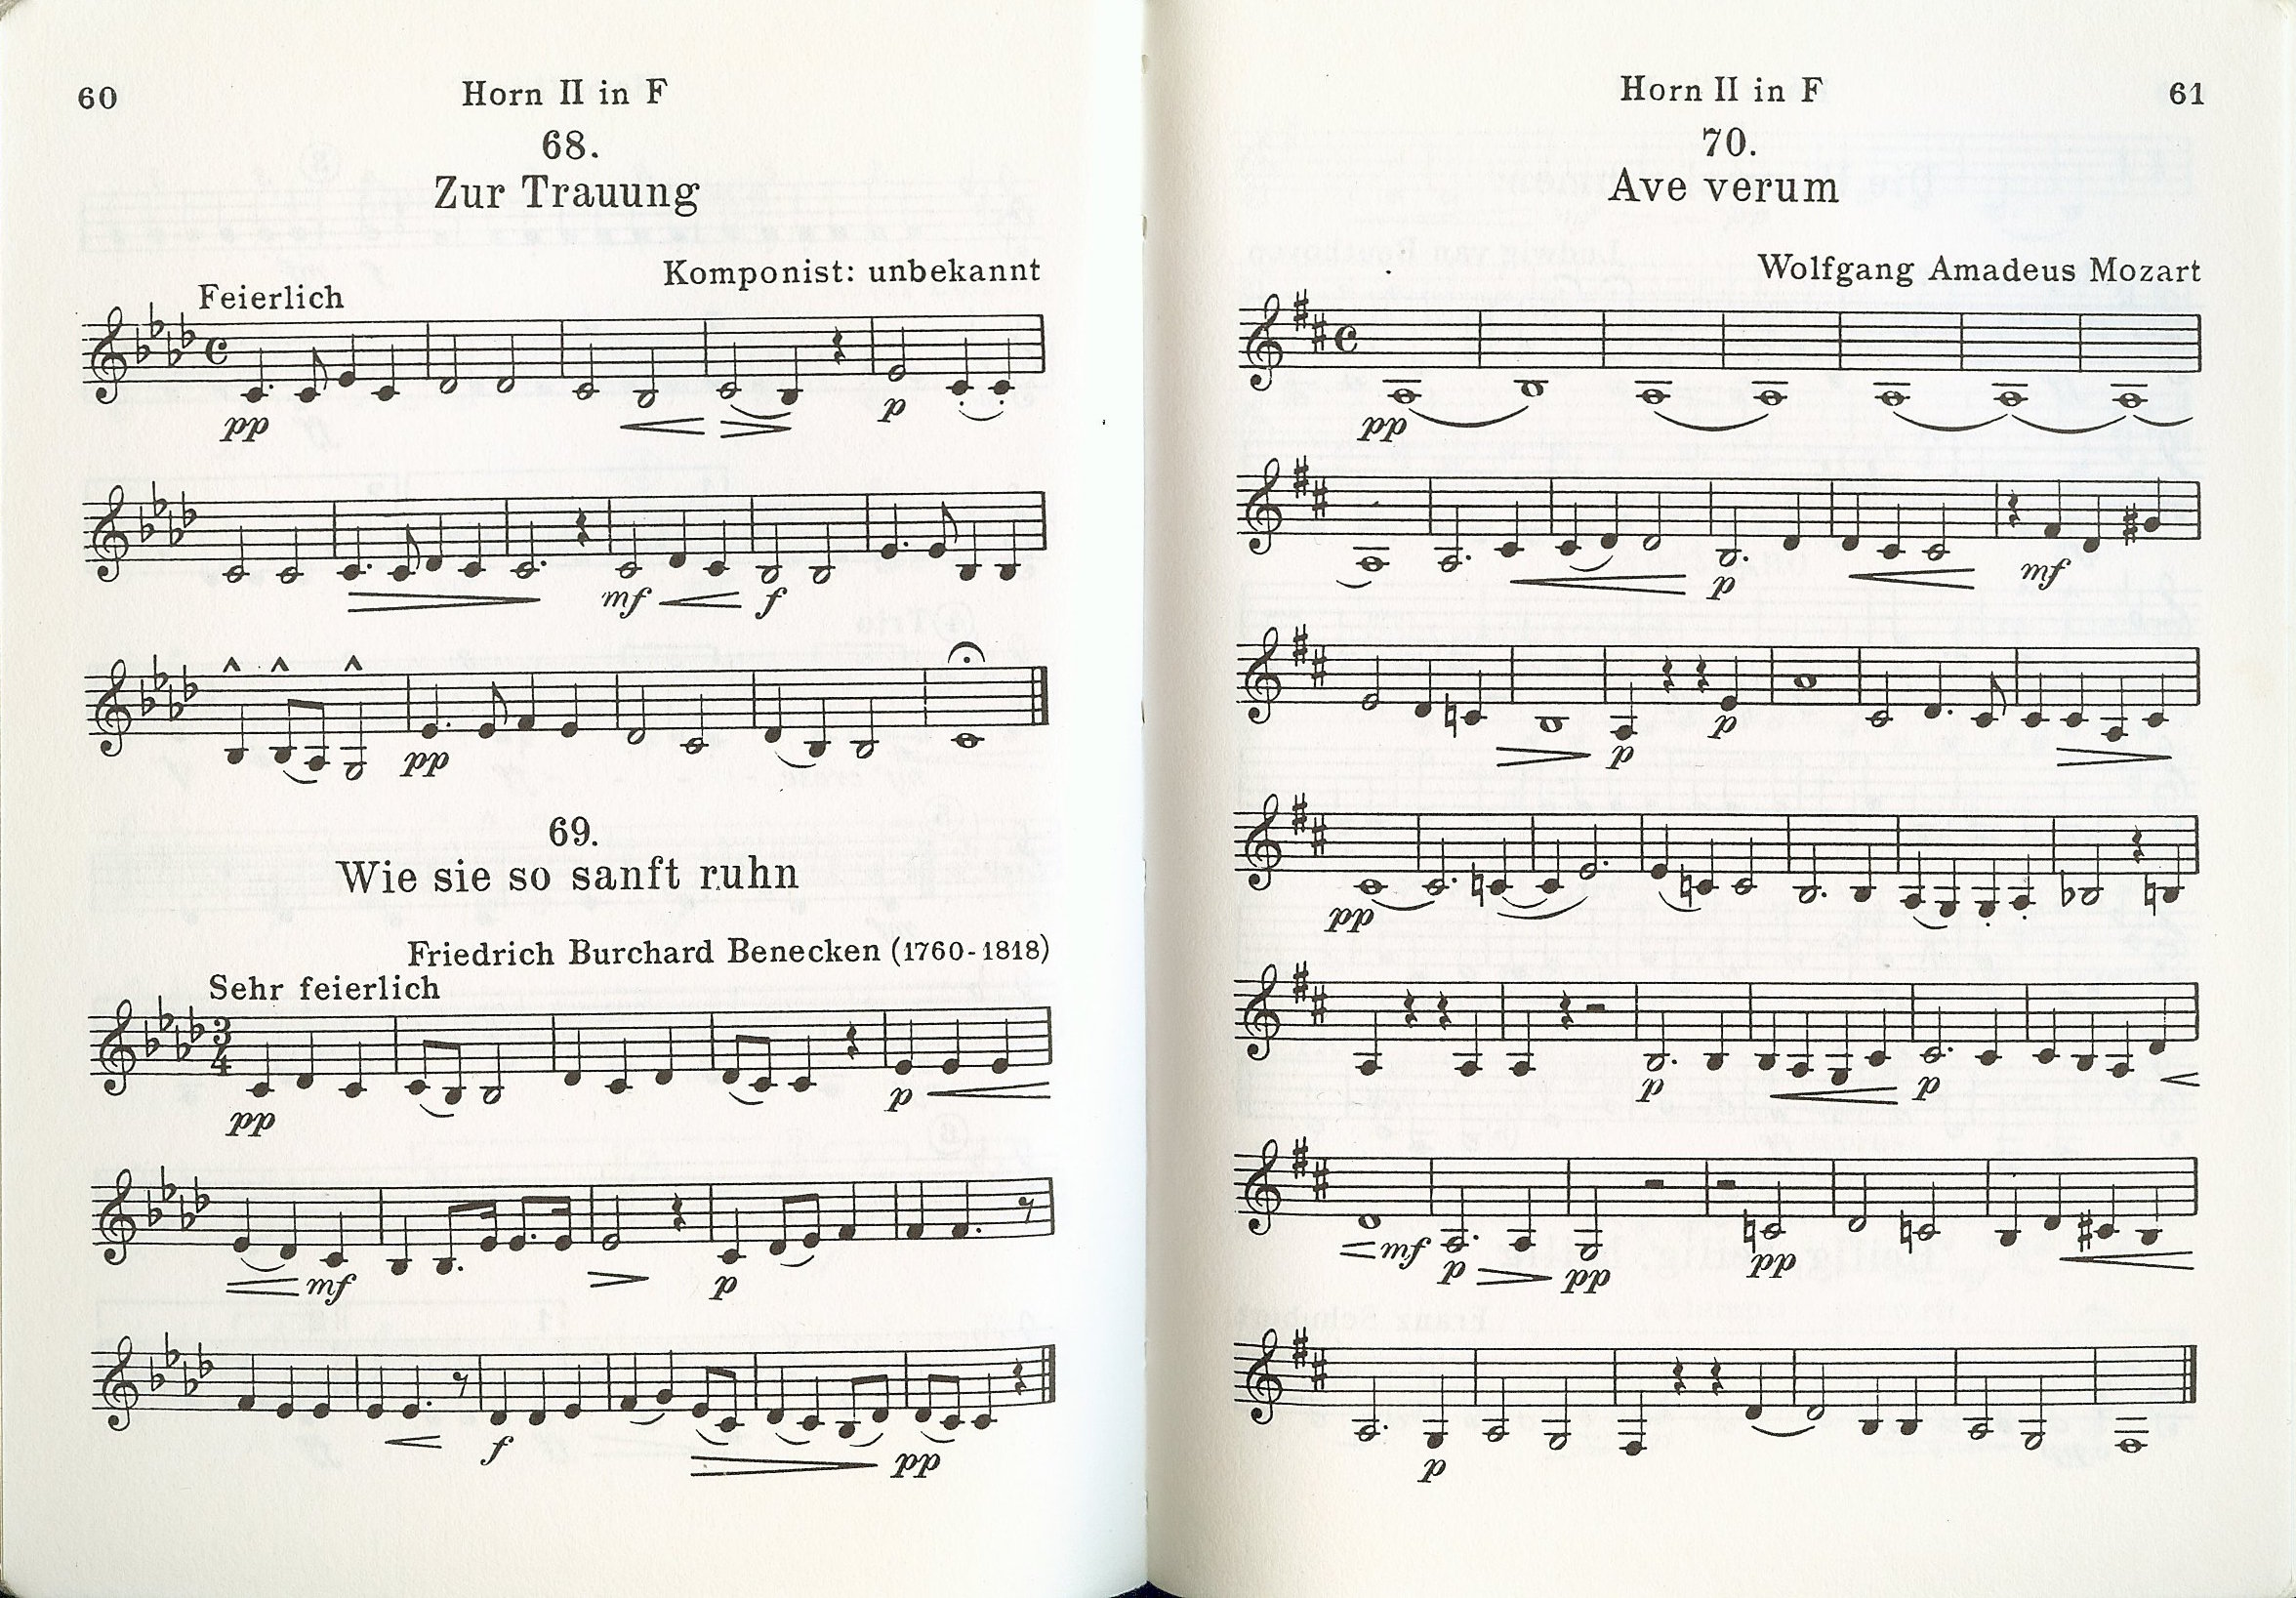 60
Horn II in F
68.
Zur Trauung
Komponist: unbekannt
Feierlich
pp
p
mf
f
pp
69.
Wie sie so sanft ruhn
Friedrich Burchard Benecken (1760-1818)
Sehr feierlich
3
4
pp
p
mf
p
f
pp
Horn II in F
61
70.
Ave verum
Wolfgang Amadeus Mozart
pp
p
mf
p
p
pp
p
p
mf
p
pp
pp
p